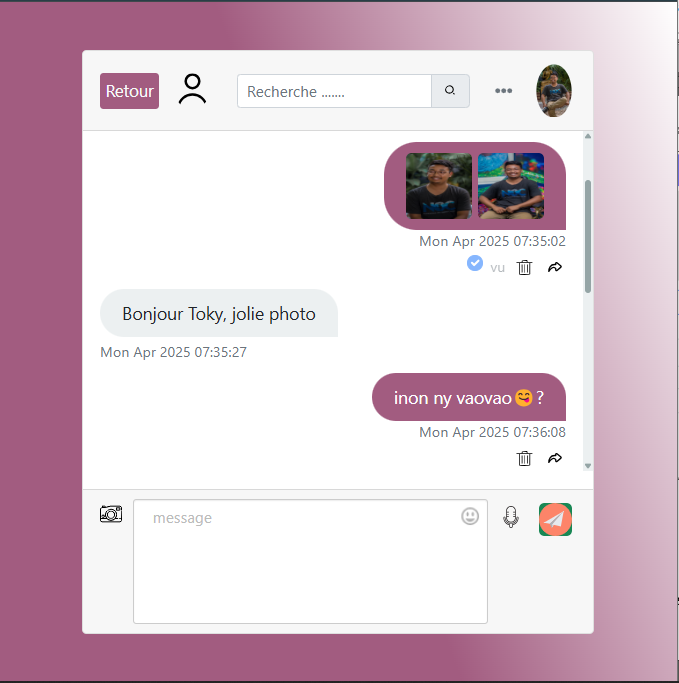 Retour
Recherche .......
•••
Mon Apr 2025 07:35:02
vu
Bonjour Toky, jolie photo
Mon Apr 2025 07:35:27
inon ny vaovao😋 ?
Mon Apr 2025 07:36:08
message